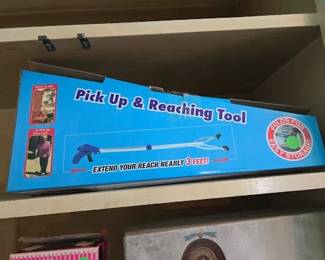 Pick Up & Reaching Tool
EXTEND YOUR REACH NEARLY 3 FEET!
FOLDS FOR
EASY STORAGE